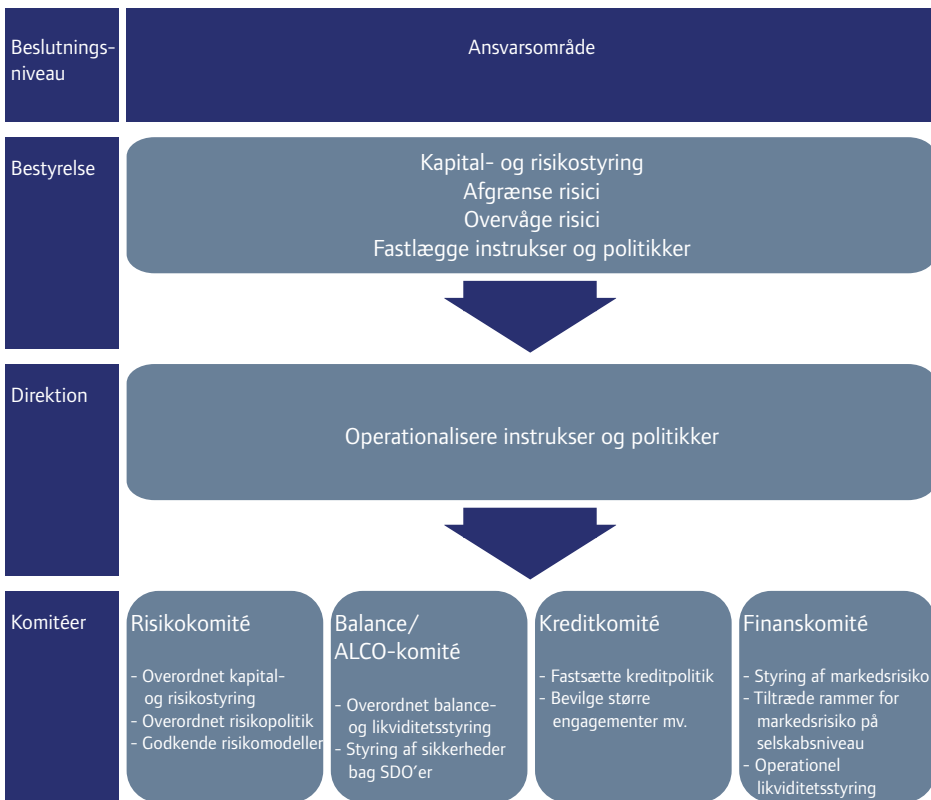 Beslutnings-
niveau
Ansvarsområde
Bestyrelse
Kapital- og risikostyring
Afgrænse risici
Overvåge risici
Fastlægge instrukser og politikker
Direktion
Operationalisere instrukser og politikker
Komitéer
Risikokomité
- Overordnet kapital-
og risikostyring
- Overordnet risikopolitik
- Godkende risikomodeller
Balance/
ALCO-komité
- Overordnet balance-
og likviditetsstyring
- Styring af sikkerheder
bag SDO´er
Kreditkomité
- Fastsætte kreditpolitik
- Bevilge større
engagementer mv.
Finanskomité
- Styring af markedsrisiko
- Tiltræde rammer for
markedsrisiko på
selskabsniveau
- Operationel
likviditetsstyring